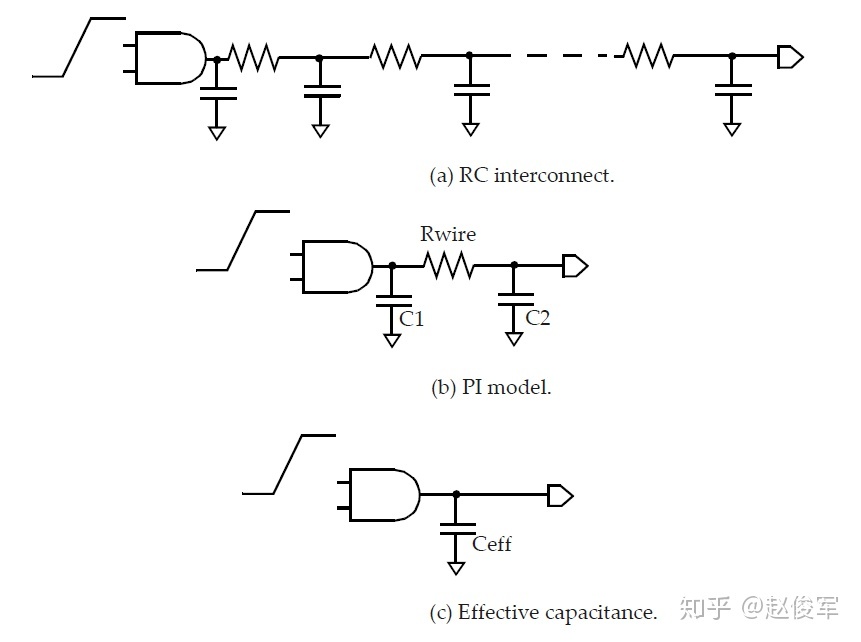 (a) RC interconnect.
Rwire
C1
C2
(b) PI model.
Ceff
(c) Effective capacitance.
知乎 @赵俊军